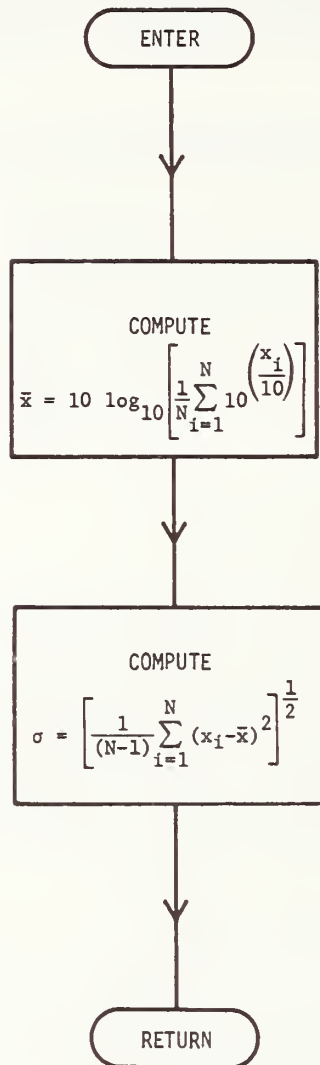 ENTER
COMPUTE
x̄ = 10 log₁₀[1/N ∑_{i=1}^{N} 10^(x_i/10)]
COMPUTE
σ = [1/(N-1) ∑_{i=1}^{N} (x_i-x̄)²]^{1/2}
RETURN